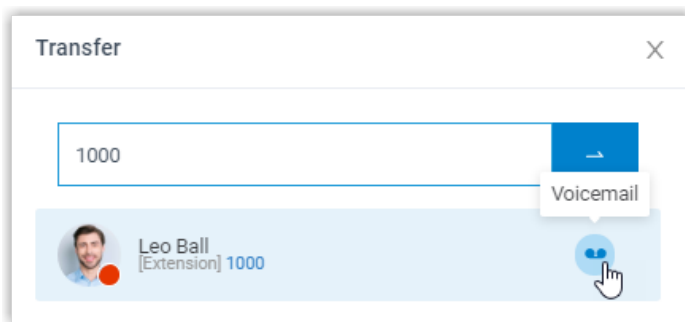 Transfer
1000
Voicemail
Leo Ball
[Extension] 1000